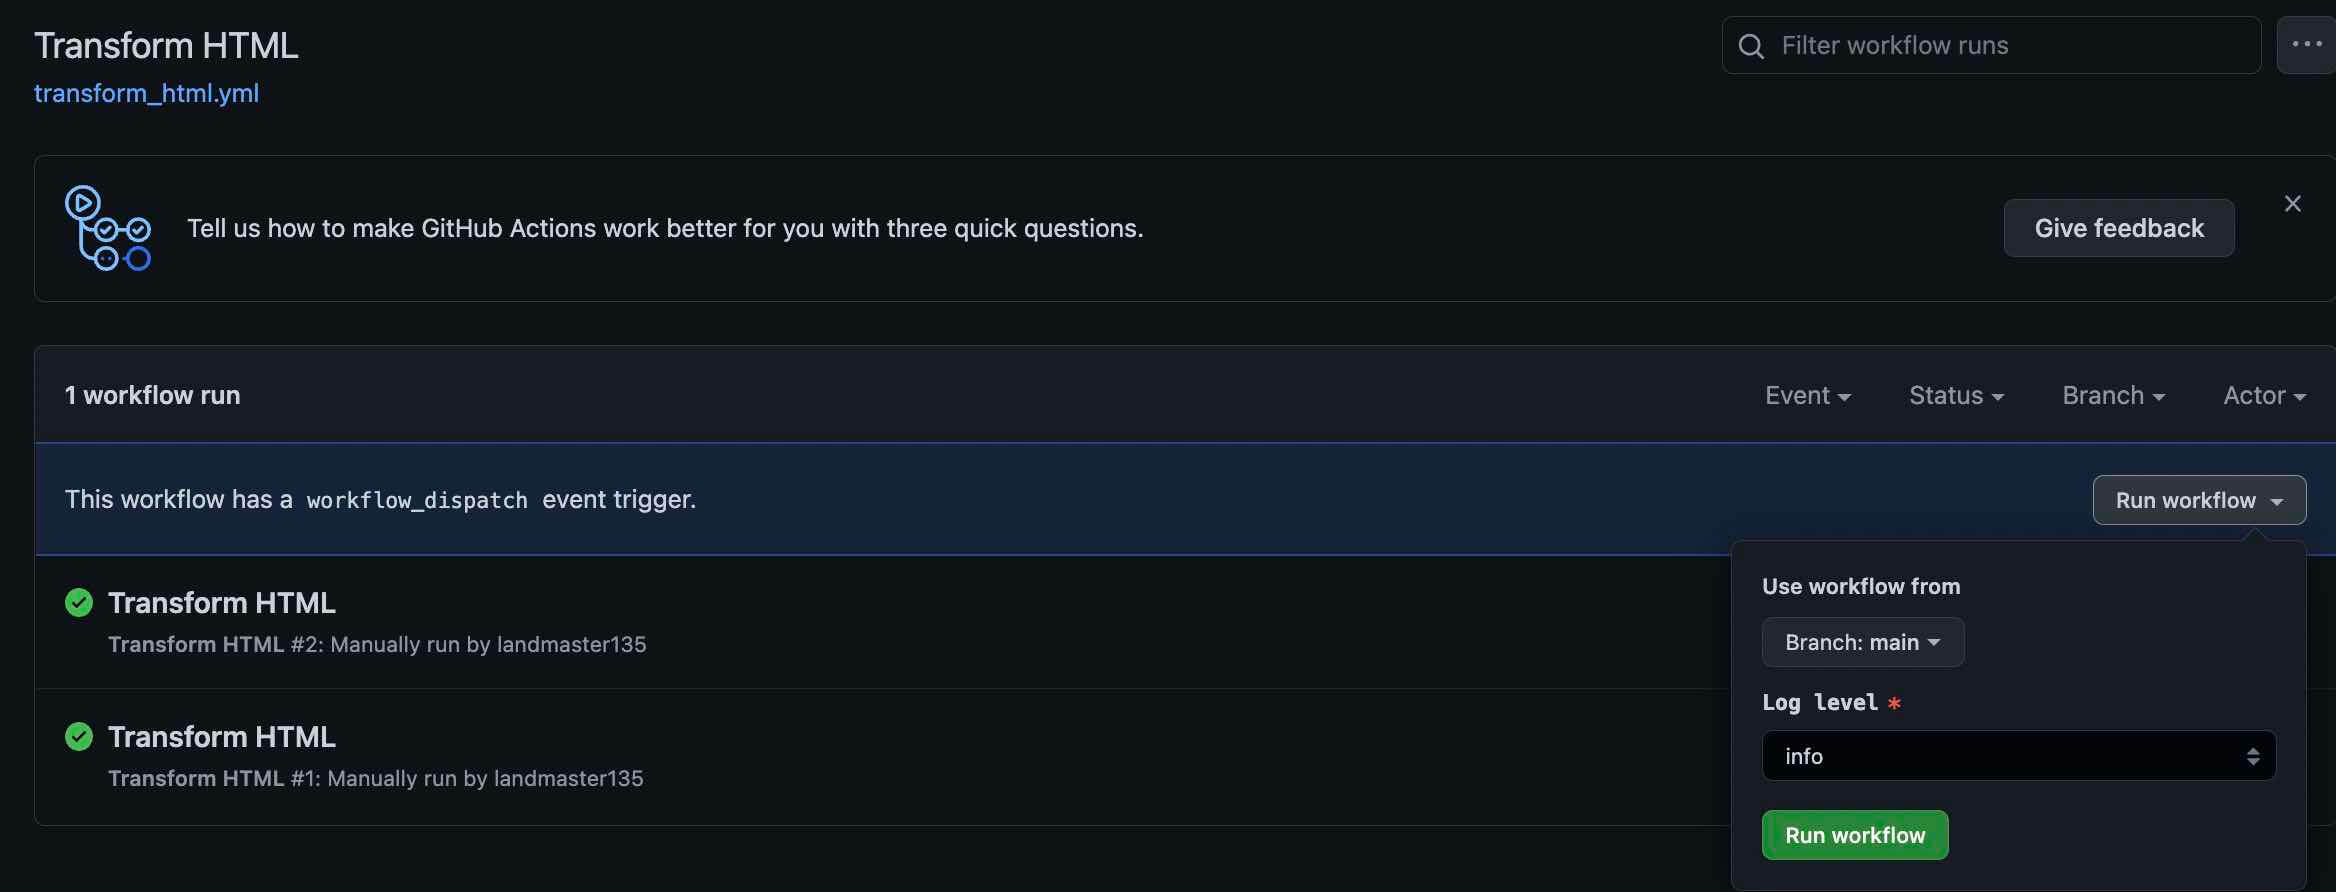 Transform HTML
Filter workflow runs
transform_html.yml
Tell us how to make GitHub Actions work better for you with three quick questions.
Give feedback
1 workflow run
Event
Status
Branch
Actor
This workflow has a workflow_dispatch event trigger.
Run workflow
Transform HTML
Transform HTML #2: Manually run by landmaster135
Transform HTML
Transform HTML #1: Manually run by landmaster135
Use workflow from
Branch: main
Log level *
info
Run workflow